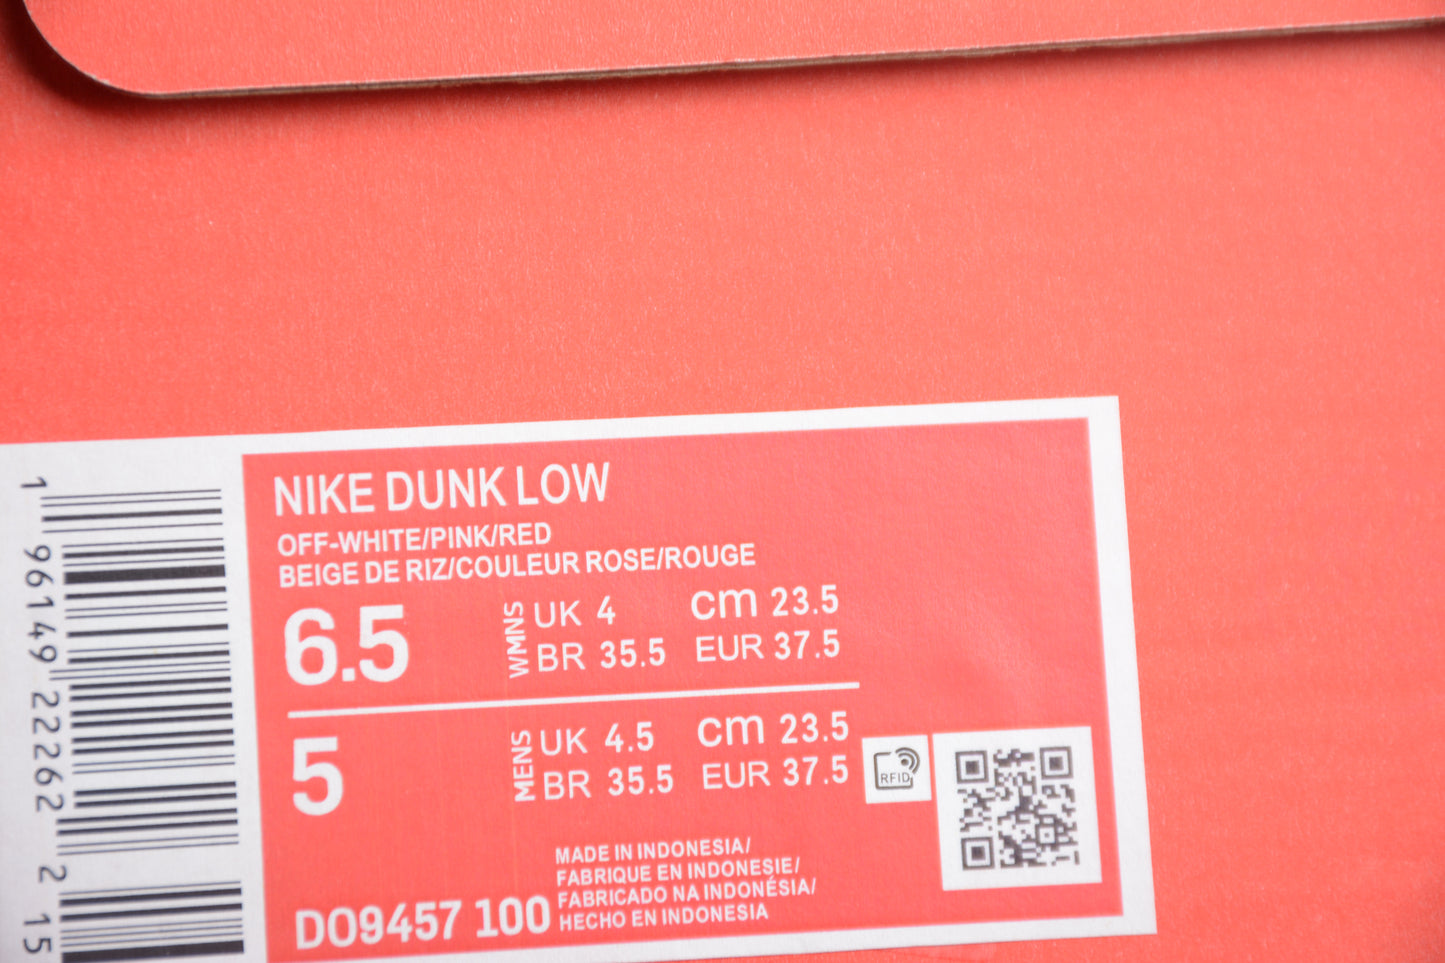 1 96149 22262 2 15
NIKE DUNK LOW
OFF-WHITE/PINK/RED
BEIGE DE RIZ/COULEUR ROSE/ROUGE
6.5 WMNS UK 4 cm 23.5
BR 35.5 EUR 37.5
5 MENS UK 4.5 cm 23.5
BR 35.5 EUR 37.5
RFID
MADE IN INDONESIA/
FABRIQUE EN INDONESIE/
FABRICADO NA INDONÉSIA/
HECHO EN INDONESIA
DO9457 100